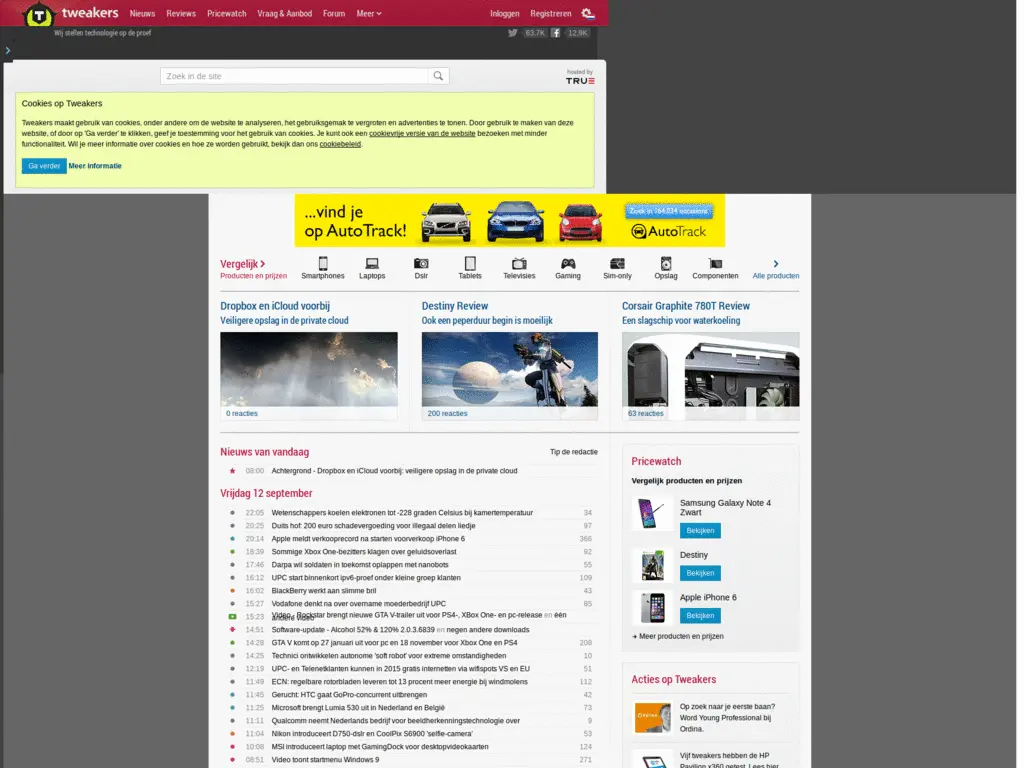 tweakers Nieuws Reviews Pricewatch Vraag & Aanbod Forum Meer Inloggen Registreren
Wij stellen technologie op de proef 63.7K 12,9K
Zoek in de site
hosted by
TRUE
Cookies op Tweakers
Tweakers maakt gebruik van cookies, onder andere om de website te analyseren, het gebruiksgemak te vergroten en advertenties te tonen. Door gebruik te maken van deze
website, of door op 'Ga verder' te klikken, geef je toestemming voor het gebruik van cookies. Je kunt ook een cookievrije versie van de website bezoeken met minder
functionaliteit. Wil je meer informatie over cookies en hoe ze worden gebruikt, bekijk dan ons cookiebeleid.
Ga verder Meer informatie
...vind je
op AutoTrack!
Zoek in 164.034 occasions
AutoTrack
Vergelijk
Producten en prijzen
Smartphones Laptops Dslr Tablets Televisies Gaming Sim-only Opslag Componenten Alle producten
Dropbox en iCloud voorbij
Veiligere opslag in de private cloud
0 reacties
Destiny Review
Ook een peperduur begin is moeilijk
200 reacties
Corsair Graphite 780T Review
Een slagschip voor waterkoeling
63 reacties
Nieuws van vandaag Tip de redactie
08:00 Achtergrond - Dropbox en iCloud voorbij: veiligere opslag in de private cloud
Vrijdag 12 september
22:05 Wetenschappers koelen elektronen tot -228 graden Celsius bij kamertemperatuur 34
20:25 Duits hof: 200 euro schadevergoeding voor illegaal delen liedje 97
20:14 Apple meldt verkooprecord na starten voorverkoop iPhone 6 366
18:39 Sommige Xbox One-bezitters klagen over geluidsoverlast 92
17:46 Darpa wil soldaten in toekomst oplappen met nanobots 55
16:12 UPC start binnenkort ipv6-proef onder kleine groep klanten 109
16:02 BlackBerry werkt aan slimme bril 43
15:27 Vodafone denkt na over overname moederbedrijf UPC 85
15:23 Video - Rockstar brengt nieuwe GTA V-trailer uit voor PS4-, XBox One- en pc-release en één
andere video
14:51 Software-update - Alcohol 52% & 120% 2.0.3.6839 en negen andere downloads
14:28 GTA V komt op 27 januari uit voor pc en 18 november voor Xbox One en PS4 208
14:25 Technici ontwikkelen autonome 'soft robot' voor extreme omstandigheden 10
12:19 UPC- en Telenetklanten kunnen in 2015 gratis internetten via wifispots VS en EU 51
11:49 ECN: regelbare rotorbladen leveren tot 13 procent meer energie bij windmolens 112
11:45 Gerucht: HTC gaat GoPro-concurrent uitbrengen 42
11:25 Microsoft brengt Lumia 530 uit in Nederland en België 73
11:11 Qualcomm neemt Nederlands bedrijf voor beeldherkenningstechnologie over 9
11:04 Nikon introduceert D750-dslr en CoolPix S6900 'selfie-camera' 53
10:08 MSI introduceert laptop met GamingDock voor desktopvideokaarten 124
08:51 Video toont startmenu Windows 9 271
Pricewatch
Vergelijk producten en prijzen
Samsung Galaxy Note 4
Zwart
Bekijken
Destiny
Bekijken
Apple iPhone 6
Bekijken
Meer producten en prijzen
Acties op Tweakers
Op zoek naar je eerste baan?
Word Young Professional bij
Ordina.
Vijf tweakers hebben de HP
Pavilion x360 getest. Lees hier